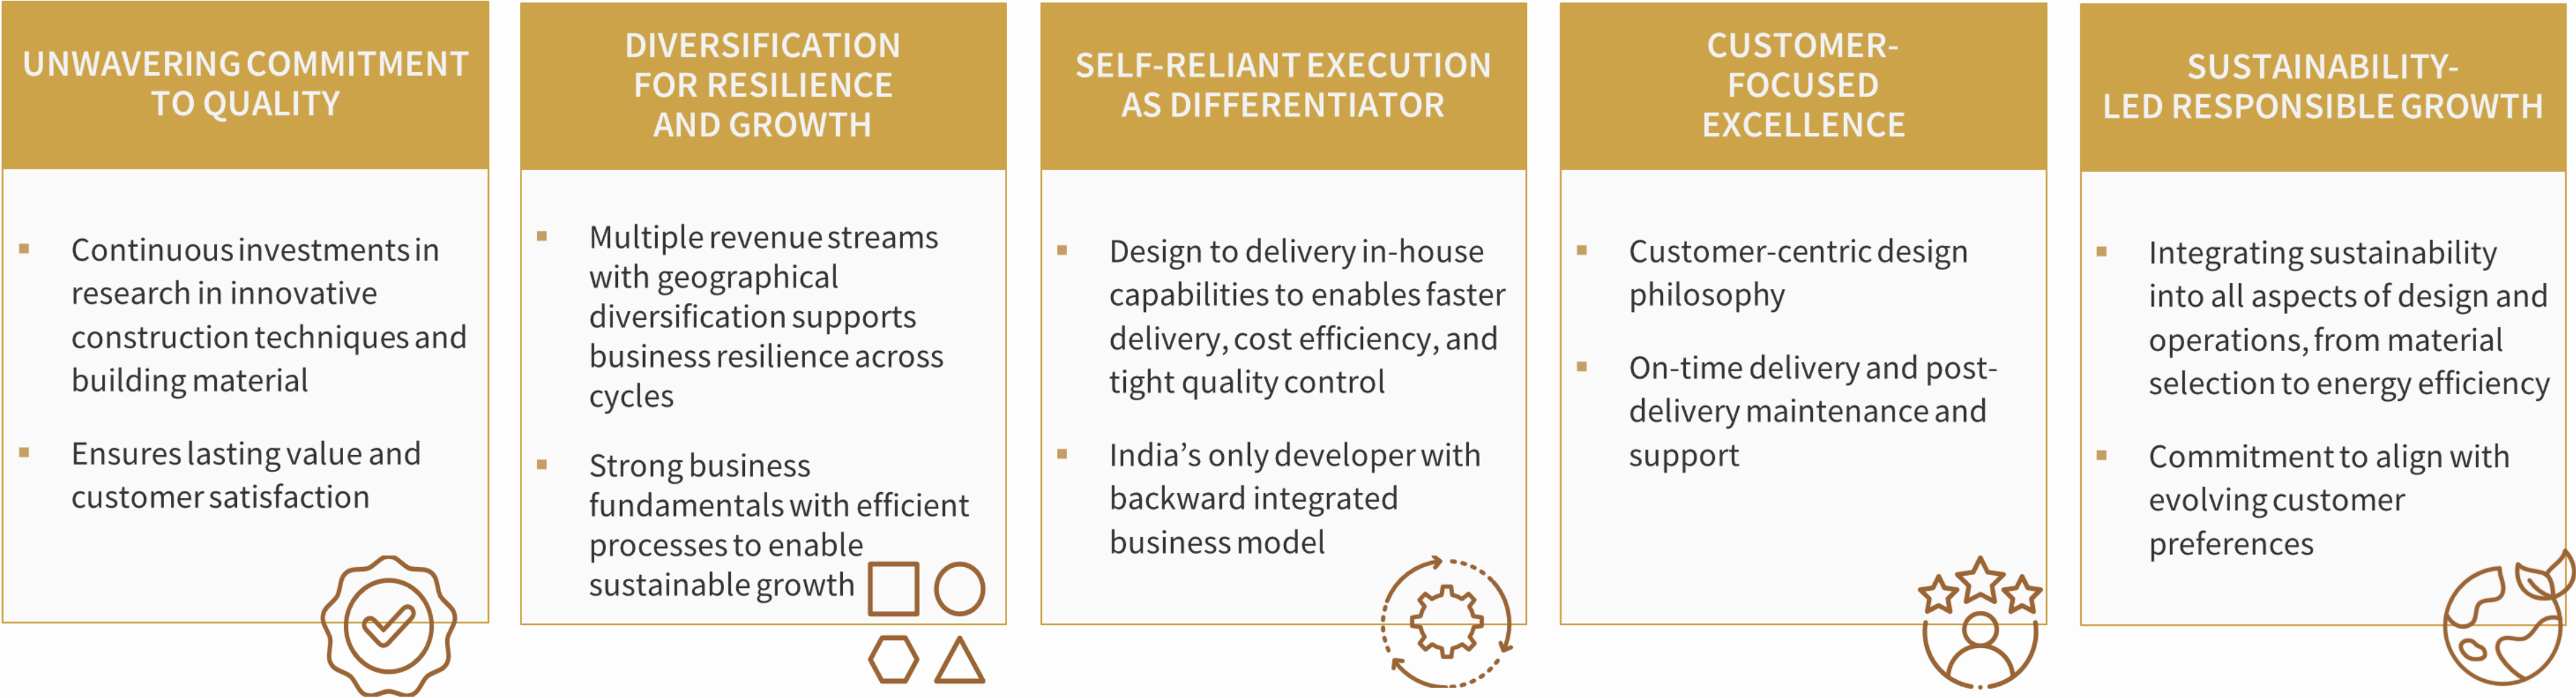 UNWAVERING COMMITMENT
TO QUALITY
▪ Continuous investments in
research in innovative
construction techniques and
building material
▪ Ensures lasting value and
customer satisfaction
DIVERSIFICATION
FOR RESILIENCE
AND GROWTH
▪ Multiple revenue streams
with geographical
diversification supports
business resilience across
cycles
▪ Strong business
fundamentals with efficient
processes to enable
sustainable growth
SELF-RELIANT EXECUTION
AS DIFFERENTIATOR
▪ Design to delivery in-house
capabilities to enables faster
delivery, cost efficiency, and
tight quality control
▪ India’s only developer with
backward integrated
business model
CUSTOMER-
FOCUSED
EXCELLENCE
▪ Customer-centric design
philosophy
▪ On-time delivery and post-
delivery maintenance and
support
SUSTAINABILITY-
LED RESPONSIBLE GROWTH
▪ Integrating sustainability
into all aspects of design and
operations, from material
selection to energy efficiency
▪ Commitment to align with
evolving customer
preferences